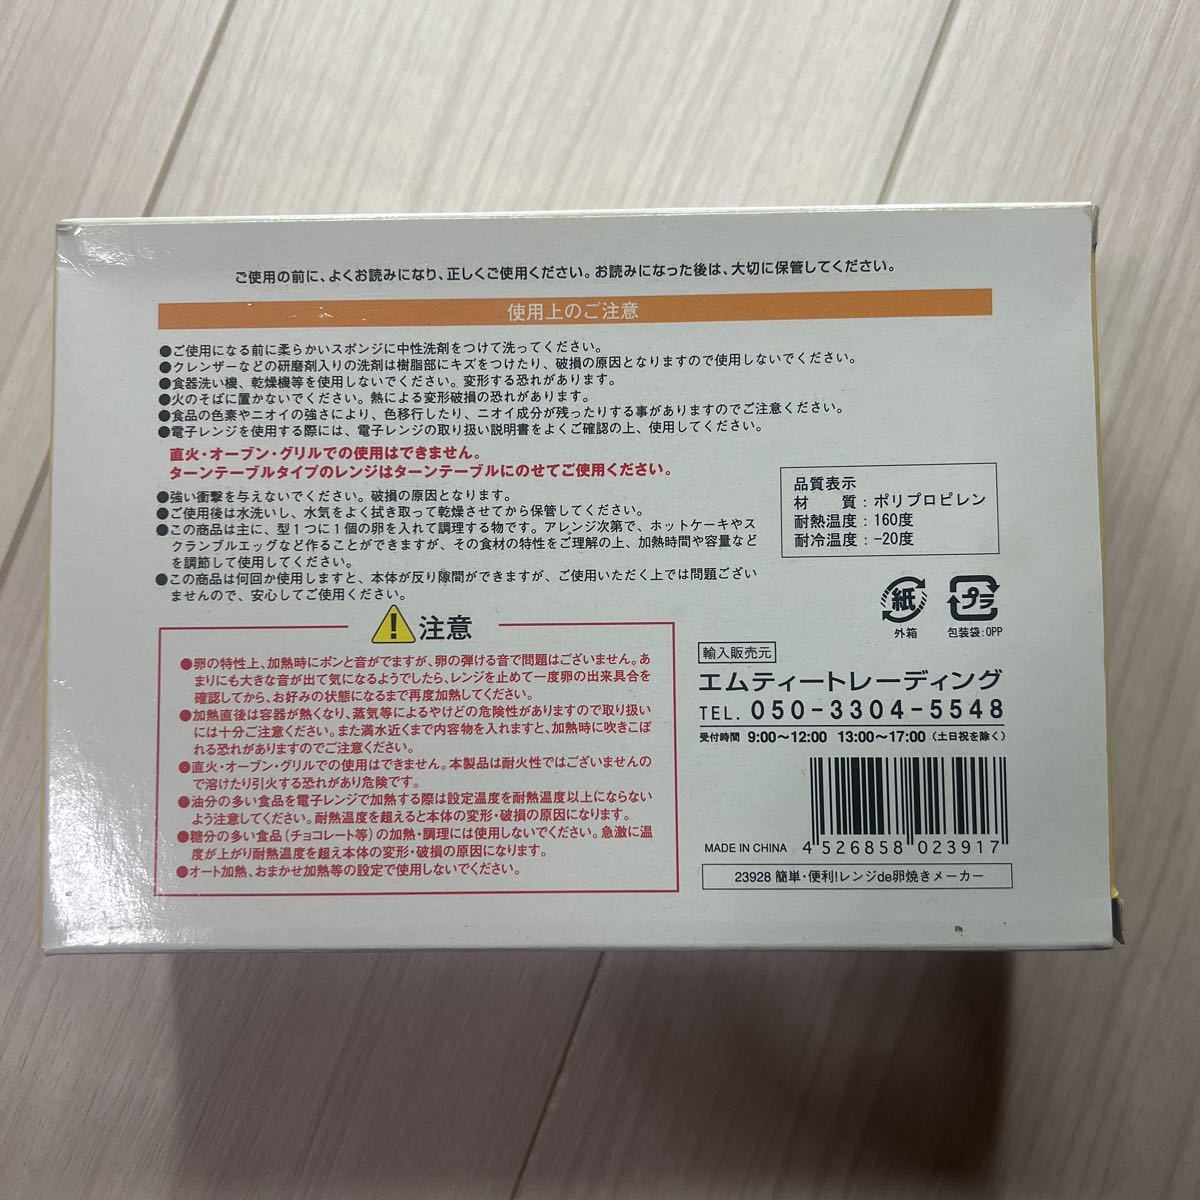 ご使用の前に、よくお読みになり、正しくご使用ください。お読みになった後は、大切に保管してください。
使用上のご注意
●ご使用になる前に柔らかいスポンジに中性洗剤をつけて洗ってください。
●クレンザーなどの研磨剤入りの洗剤は樹脂部にキズをつけたり、破損の原因となりますので使用しないでください。
●食器洗い機、乾燥機等を使用しないでください。変形する恐れがあります。
●火のそばに置かないでください。熱による変形破損の恐れがあります。
●食品の色素やニオイの強さにより、色移行したり、ニオイ成分が残ったりする事がありますのでご注意ください。
●電子レンジを使用する際には、電子レンジの取り扱い説明書をよくご確認の上、使用してください。
直火・オーブン・グリルでの使用はできません。
ターンテーブルタイプのレンジはターンテーブルにのせてご使用ください。
●強い衝撃を与えないでください。破損の原因となります。
●ご使用後は水洗いし、水気をよく拭き取って乾燥させてから保管してください。
●この商品は主に、型1つに1個の卵を入れて調理する物です。アレンジ次第で、ホットケーキやス
クランブルエッグなど作ることができますが、その食材の特性をご理解の上、加熱時間や容量など
を調節して使用してください。
●この商品は何回か使用しますと、本体が反り隙間ができますが、ご使用いただく上では問題ござい
ませんので、安心してご使用ください。
注意
●卵の特性上、加熱時にポンと音がでますが、卵の弾ける音で問題はございません。あ
まりにも大きな音が出て気になるようでしたら、レンジを止めて一度卵の出来具合を
確認してから、お好みの状態になるまで再度加熱してください。
●加熱直後は容器が熱くなり、蒸気等によるやけどの危険性がありますので取り扱い
には十分ご注意ください。また満水近くまで内容物を入れますと、加熱時に吹きこぼ
れる恐れがありますのでご注意ください。
●直火・オーブン・グリルでの使用はできません。本製品は耐火性ではございませんの
で溶けたり引火する恐れがあり危険です。
●油分の多い食品を電子レンジで加熱する際は設定温度を耐熱温度以上にならない
よう注意してください。耐熱温度を超えると本体の変形・破損の原因になります。
●糖分の多い食品(チョコレート等)の加熱・調理には使用しないでください。急激に温
度が上がり耐熱温度を超え本体の変形・破損の原因になります。
●オート加熱、おまかせ加熱等の設定で使用しないでください。
品質表示
材　質：ポリプロピレン
耐熱温度：160度
耐冷温度：-20度
紙
外箱
プラ
包装袋:OPP
輸入販売元
エムティートレーディング
TEL. 050-3304-5548
受付時間 9:00〜12:00 13:00〜17:00 (土日祝を除く)
MADE IN CHINA
4 526858 023917
23928 簡単・便利!レンジde卵焼きメーカー